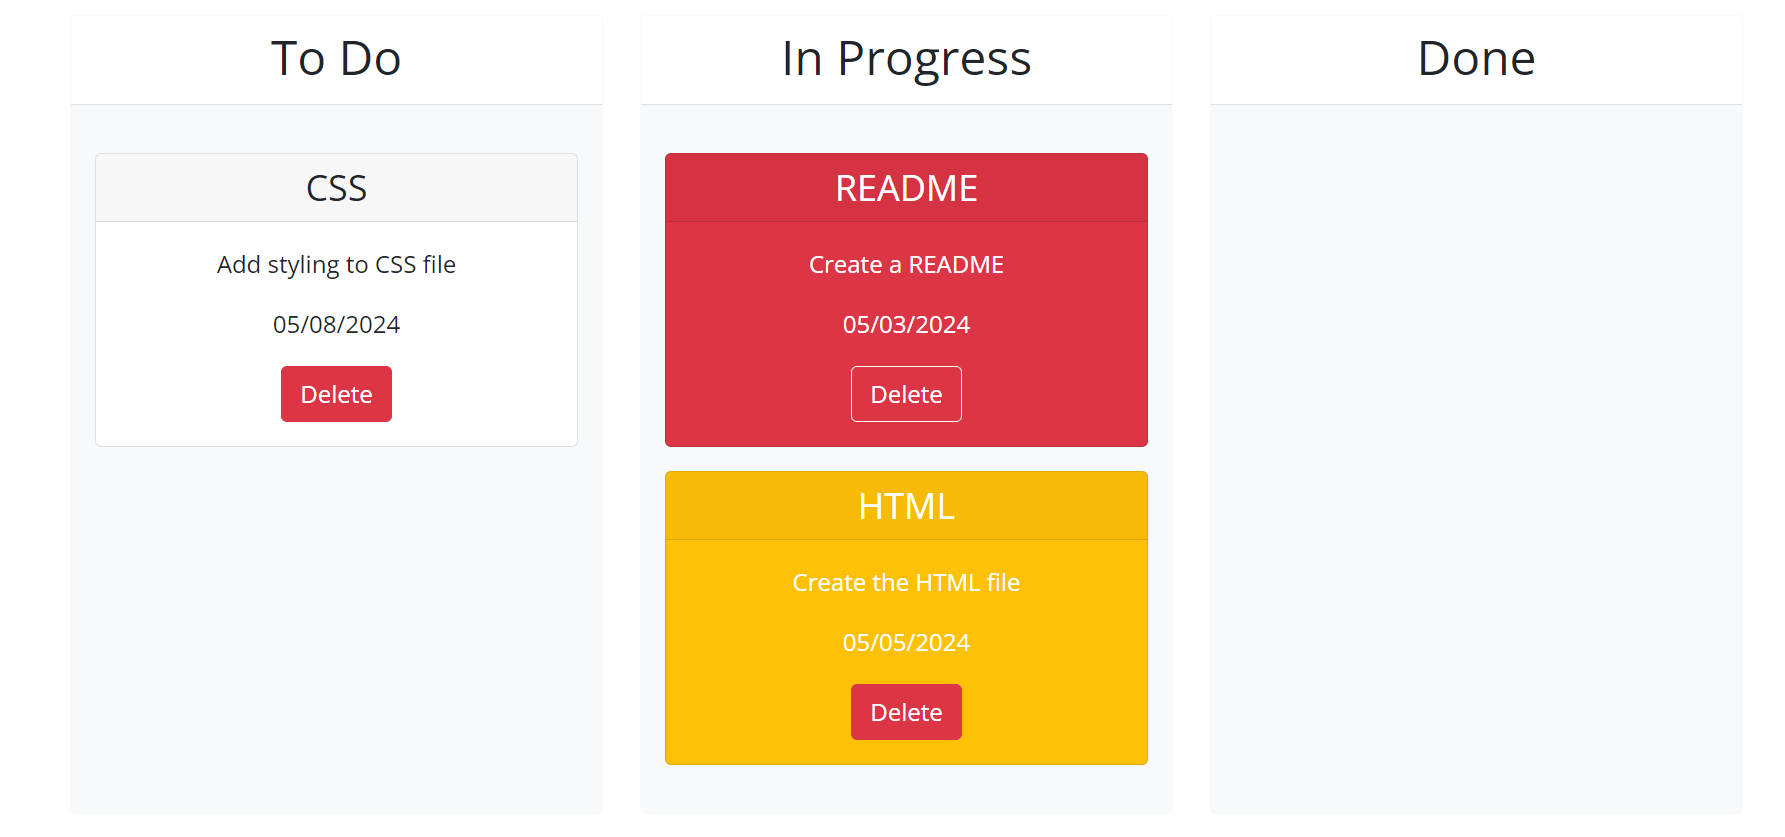 To Do
CSS
Add styling to CSS file
05/08/2024
Delete
In Progress
README
Create a README
05/03/2024
Delete
HTML
Create the HTML file
05/05/2024
Delete
Done